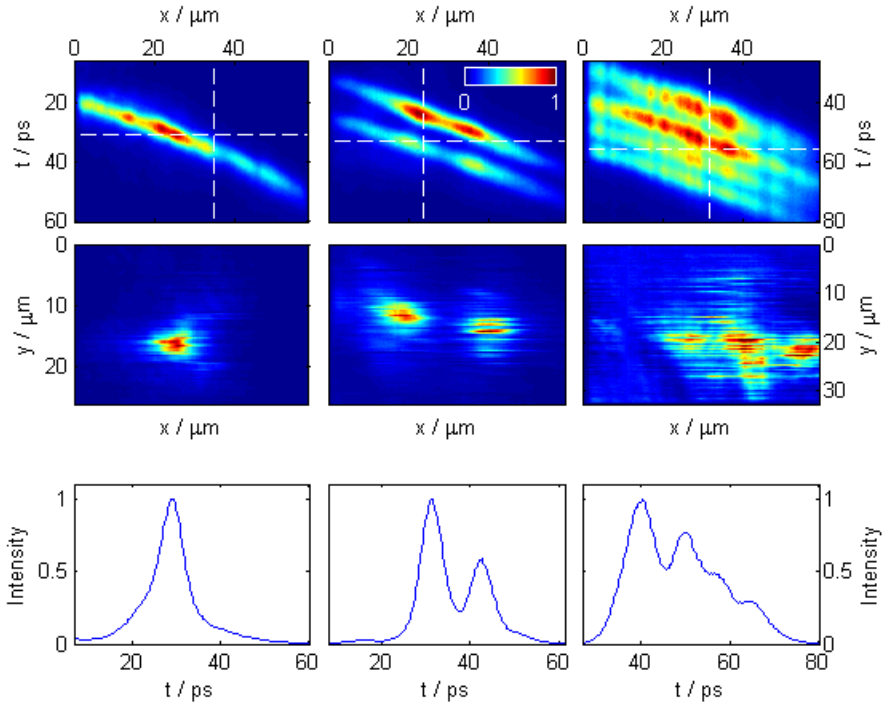 x / μm x / μm x / μm
0 20 40 0 20 40 0 40
t / ps 20 40 60 0 1 40 60 80 t / ps
y / μm 0 10 20 0 10 20 30 y / μm
x / μm x / μm x / μm
Intensity 1 0.5 0 1 0.5 0 Intensity
20 40 60 20 40 60 40 60 80
t / ps t / ps t / ps